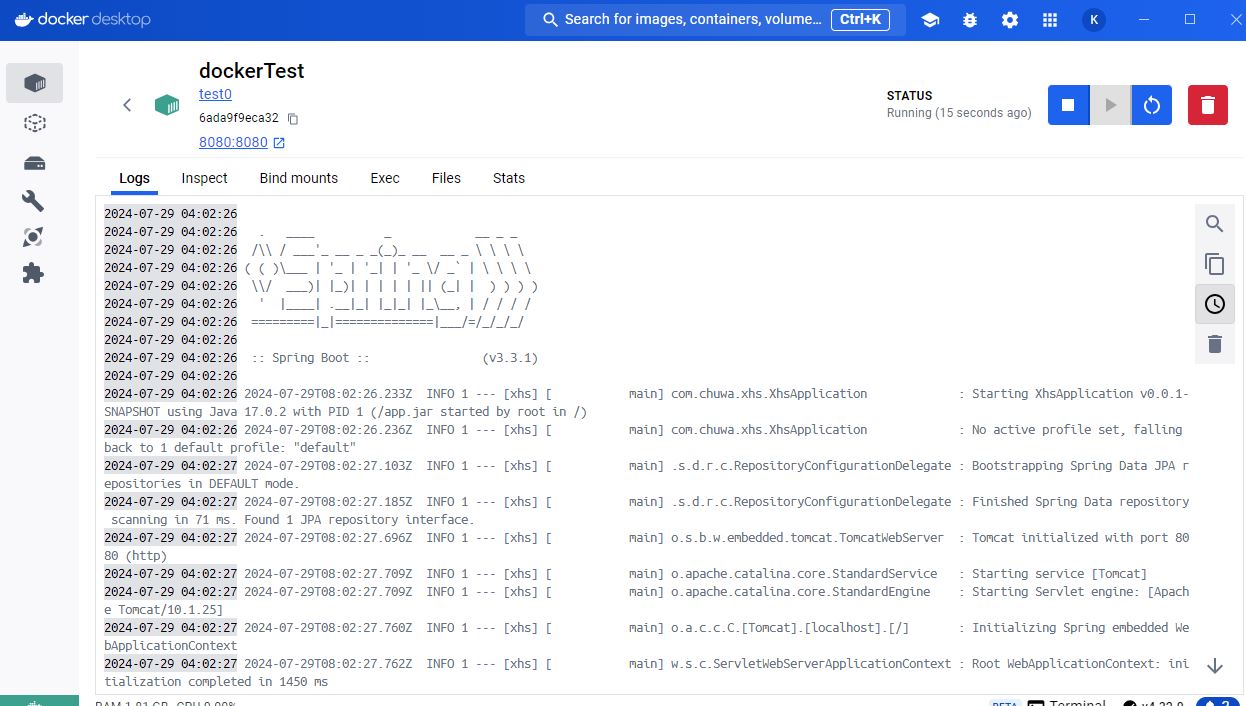 docker desktop
Search for images, containers, volume... Ctrl+K
K
dockerTest
test0
6ada9f9eca32
8080:8080
STATUS
Running (15 seconds ago)
Logs Inspect Bind mounts Exec Files Stats
2024-07-29 04:02:26
2024-07-29 04:02:26   .   ____          _            __ _ _
2024-07-29 04:02:26  /\\ / ___'_ __ _ _(_)_ __  __ _ \ \ \ \
2024-07-29 04:02:26 ( ( )\___ | '_ | '_| | '_ \/ _` | \ \ \ \
2024-07-29 04:02:26  \\/  ___)| |_)| | | | | || (_| |  ) ) ) )
2024-07-29 04:02:26   '  |____| .__|_| |_|_| |_\__, | / / / /
2024-07-29 04:02:26  =========|_|==============|___/=/_/_/_/
2024-07-29 04:02:26
2024-07-29 04:02:26  :: Spring Boot ::                (v3.3.1)
2024-07-29 04:02:26
2024-07-29 04:02:26 2024-07-29T08:02:26.233Z  INFO 1 --- [xhs] [           main] com.chuwa.xhs.XhsApplication             : Starting XhsApplication v0.0.1-
SNAPSHOT using Java 17.0.2 with PID 1 (/app.jar started by root in /)
2024-07-29 04:02:26 2024-07-29T08:02:26.236Z  INFO 1 --- [xhs] [           main] com.chuwa.xhs.XhsApplication             : No active profile set, falling
back to 1 default profile: "default"
2024-07-29 04:02:27 2024-07-29T08:02:27.103Z  INFO 1 --- [xhs] [           main] .s.d.r.c.RepositoryConfigurationDelegate : Bootstrapping Spring Data JPA r
epositories in DEFAULT mode.
2024-07-29 04:02:27 2024-07-29T08:02:27.185Z  INFO 1 --- [xhs] [           main] .s.d.r.c.RepositoryConfigurationDelegate : Finished Spring Data repository
scanning in 71 ms. Found 1 JPA repository interface.
2024-07-29 04:02:27 2024-07-29T08:02:27.696Z  INFO 1 --- [xhs] [           main] o.s.b.w.embedded.tomcat.TomcatWebServer  : Tomcat initialized with port 80
80 (http)
2024-07-29 04:02:27 2024-07-29T08:02:27.709Z  INFO 1 --- [xhs] [           main] o.apache.catalina.core.StandardService   : Starting service [Tomcat]
2024-07-29 04:02:27 2024-07-29T08:02:27.709Z  INFO 1 --- [xhs] [           main] o.apache.catalina.core.StandardEngine    : Starting Servlet engine: [Apach
e Tomcat/10.1.25]
2024-07-29 04:02:27 2024-07-29T08:02:27.760Z  INFO 1 --- [xhs] [           main] o.a.c.c.C.[Tomcat].[localhost].[/]       : Initializing Spring embedded We
bApplicationContext
2024-07-29 04:02:27 2024-07-29T08:02:27.762Z  INFO 1 --- [xhs] [           main] w.s.c.ServletWebServerApplicationContext : Root WebApplicationContext: ini
tialization completed in 1450 ms
RAM 1.81 GB CPU 0.00% BETA Terminal